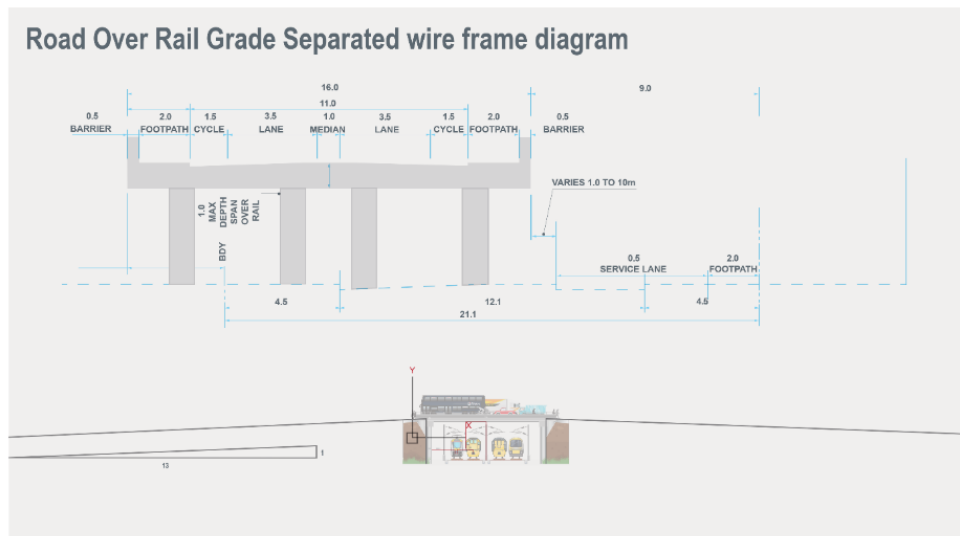 Road Over Rail Grade Separated wire frame diagram
16.0
9.0
11.0
0.5 2.0 1.5 3.5 1.0 3.5 1.5 2.0 0.5
BARRIER FOOTPATH CYCLE LANE MEDIAN LANE CYCLE FOOTPATH BARRIER
VARIES 1.0 TO 10m
1.0
MAX
DEPTH
SPAN
OVER
RAIL
BDY
0.5 2.0
SERVICE LANE FOOTPATH
4.5 12.1 4.5
21.1
Y
X
1
13